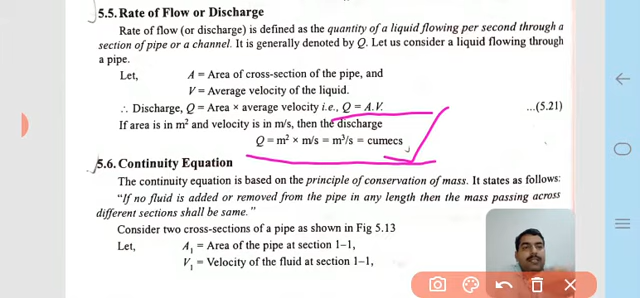 5.5. Rate of Flow or Discharge
Rate of flow (or discharge) is defined as the quantity of a liquid flowing per second through a
section of pipe or a channel. It is generally denoted by Q. Let us consider a liquid flowing through
a pipe.
Let, A = Area of cross-section of the pipe, and
V = Average velocity of the liquid.
∴ Discharge, Q = Area × average velocity i.e., Q = A.V. ...(5.21)
If area is in m² and velocity is in m/s, then the discharge
Q = m² × m/s = m³/s = cumecs
5.6. Continuity Equation
The continuity equation is based on the principle of conservation of mass. It states as follows:
"If no fluid is added or removed from the pipe in any length then the mass passing across
different sections shall be same."
Consider two cross-sections of a pipe as shown in Fig 5.13
Let, A₁ = Area of the pipe at section 1–1,
V₁ = Velocity of the fluid at section 1–1,